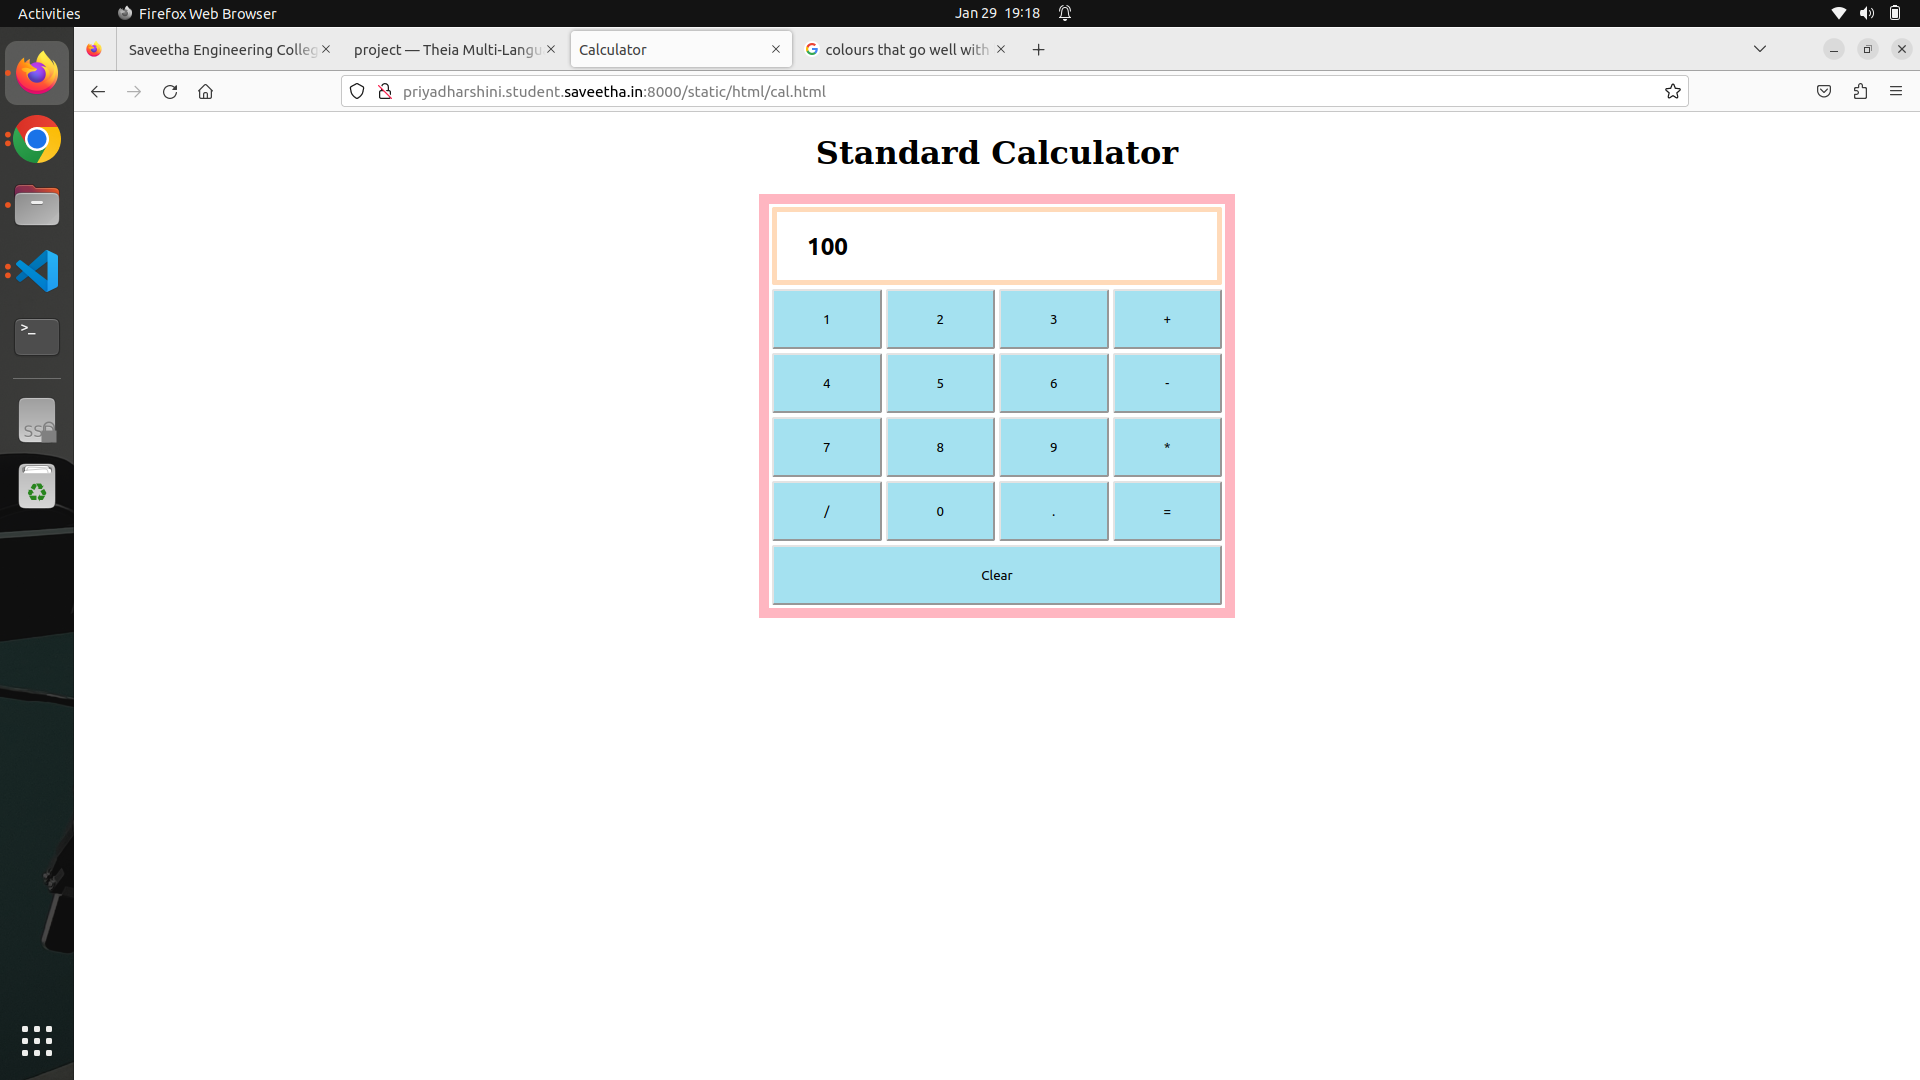 Activities Firefox Web Browser Jan 29 19:18
Saveetha Engineering Colleg project — Theia Multi-Langu Calculator colours that go well with
priyadharshini.student.saveetha.in:8000/static/html/cal.html
Standard Calculator
100
1 2 3 +
4 5 6 -
7 8 9 *
/ 0 . =
Clear
>_
SSD